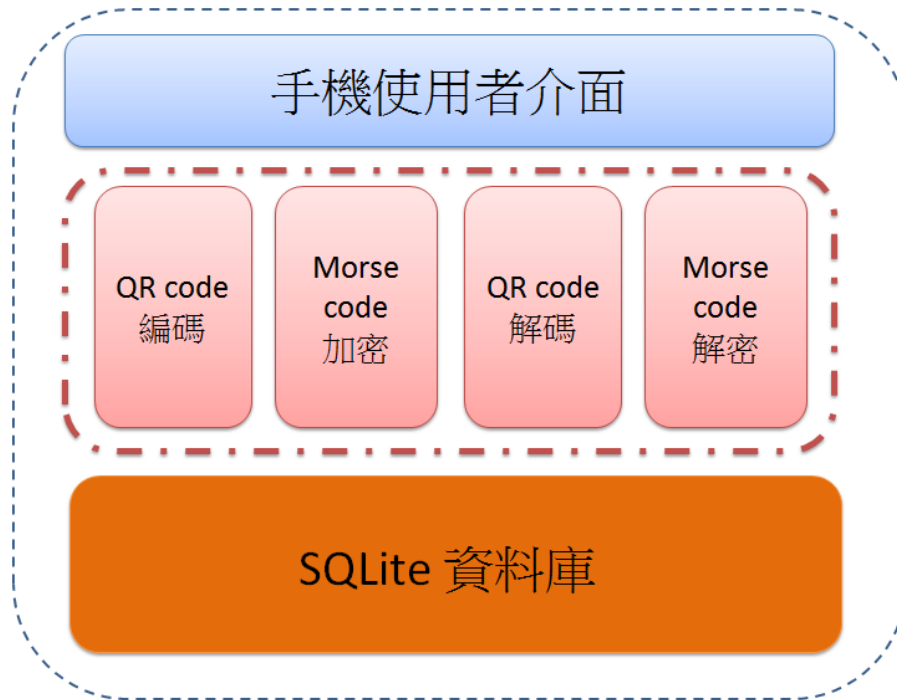 手機使用者介面
QR code
編碼
Morse
code
加密
QR code
解碼
Morse
code
解密
SQLite 資料庫